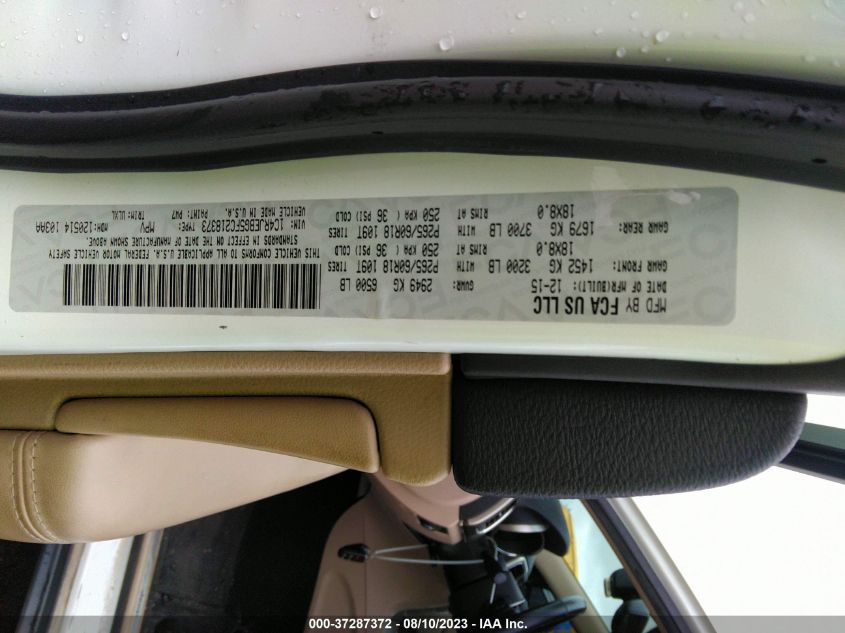 MFD BY FCA US LLC
DATE OF MFR(BUILT): 12-15 GVWR: 2949 KG 6500 LB
GAWR FRONT: 1452 KG 3200 LB WITH P265/60R18 109T TIRES
18X8.0 RIMS AT 250 KPA ( 36 PSI) COLD
GAWR REAR: 1679 KG 3700 LB WITH P265/60R18 109T TIRES
18X8.0 RIMS AT 250 KPA ( 36 PSI) COLD
THIS VEHICLE CONFORMS TO ALL APPLICABLE U.S.A. FEDERAL MOTOR VEHICLE SAFETY
STANDARDS IN EFFECT ON THE DATE OF MANUFACTURE SHOWN ABOVE.
VIN: 1C4RJEBG5FC218373 TYPE: MPV MDH:120514 103AA
VEHICLE MADE IN U.S.A. PAINT: PW7 TRIM: ULXL
000-37287372 - 08/10/2023 - IAA Inc.